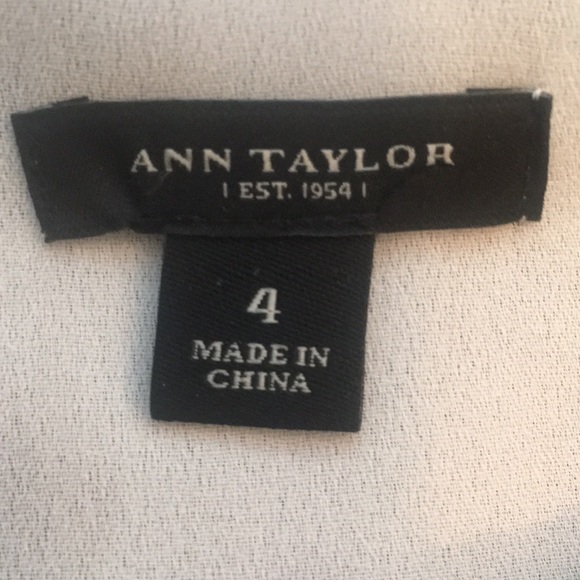 ANN TAYLOR
| EST. 1954 |
4
MADE IN
CHINA